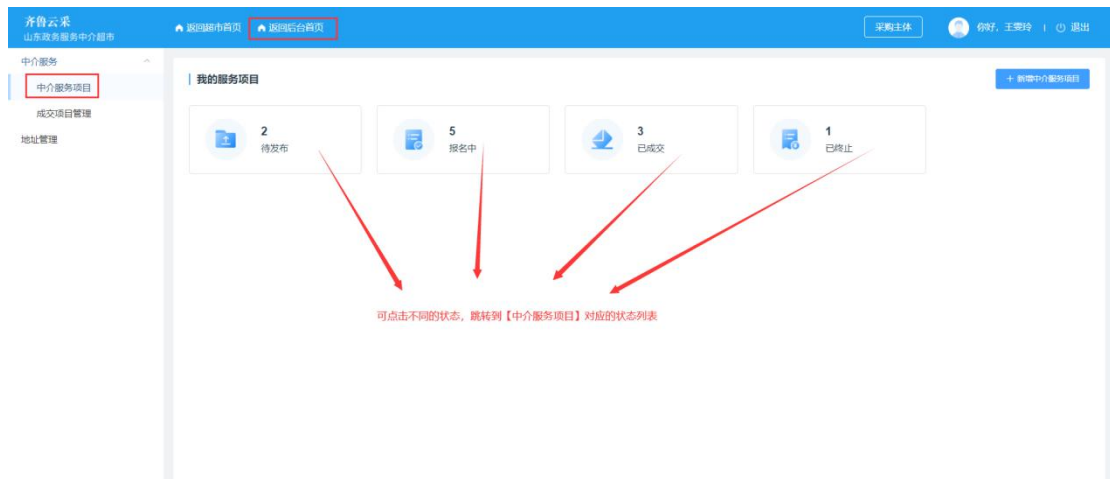 齐鲁云采
山东政务服务中介超市
返回超市首页 返回后台首页 采购主体 你好，王雯玲 | 退出
中介服务
中介服务项目
成交项目管理
地址管理
我的服务项目 + 新增中介服务项目
2 5 3 1
待发布 报名中 已成交 已终止
可点击不同的状态，跳转到【中介服务项目】对应的状态列表